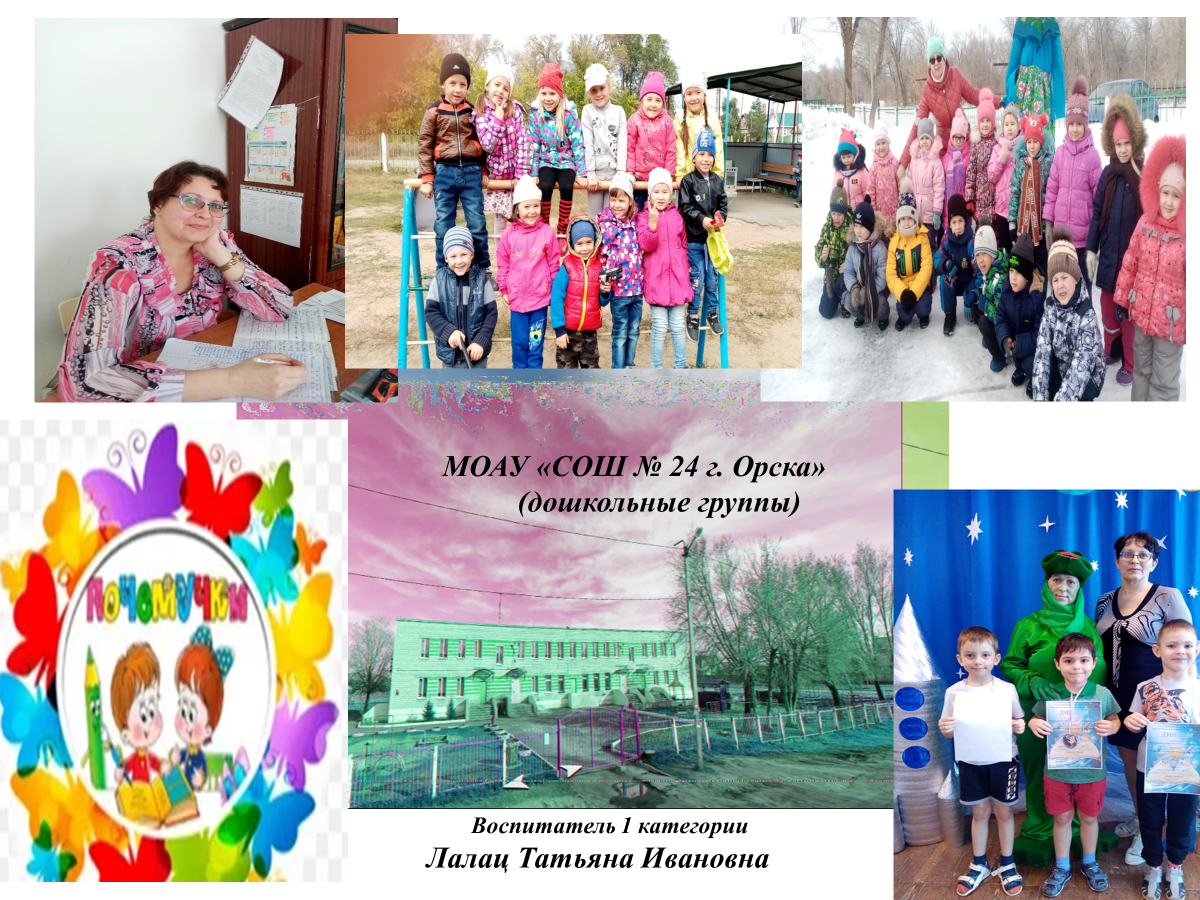 МОАУ «СОШ № 24 г. Орска»
(дошкольные группы)
ПОЧЕМУЧКИ
Воспитатель 1 категории
Лалац Татьяна Ивановна